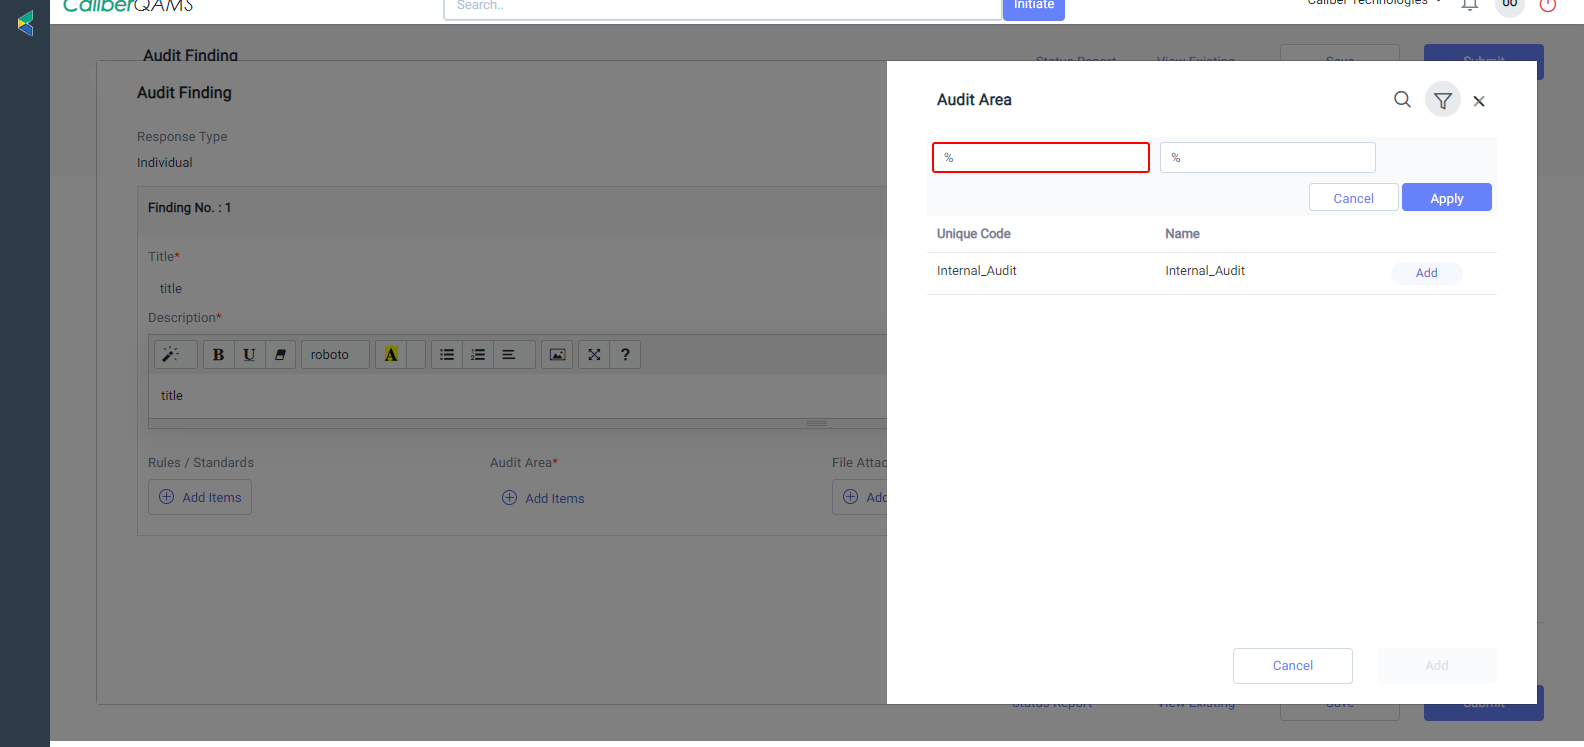 CaliberQAMS
Search..
Initiate
Caliber Technologies
00
Audit Finding
Status Report
View Existing
Save
Submit
Audit Finding
Response Type
Individual
Finding No. : 1
Title*
title
Description*
B U roboto A ?
title
Rules / Standards
Audit Area*
File Attac
Add Items
Add Items
Add
Audit Area
%
%
Cancel
Apply
Unique Code
Name
Internal_Audit
Internal_Audit
Add
Cancel
Add
Status Report
View Existing
Save
Submit